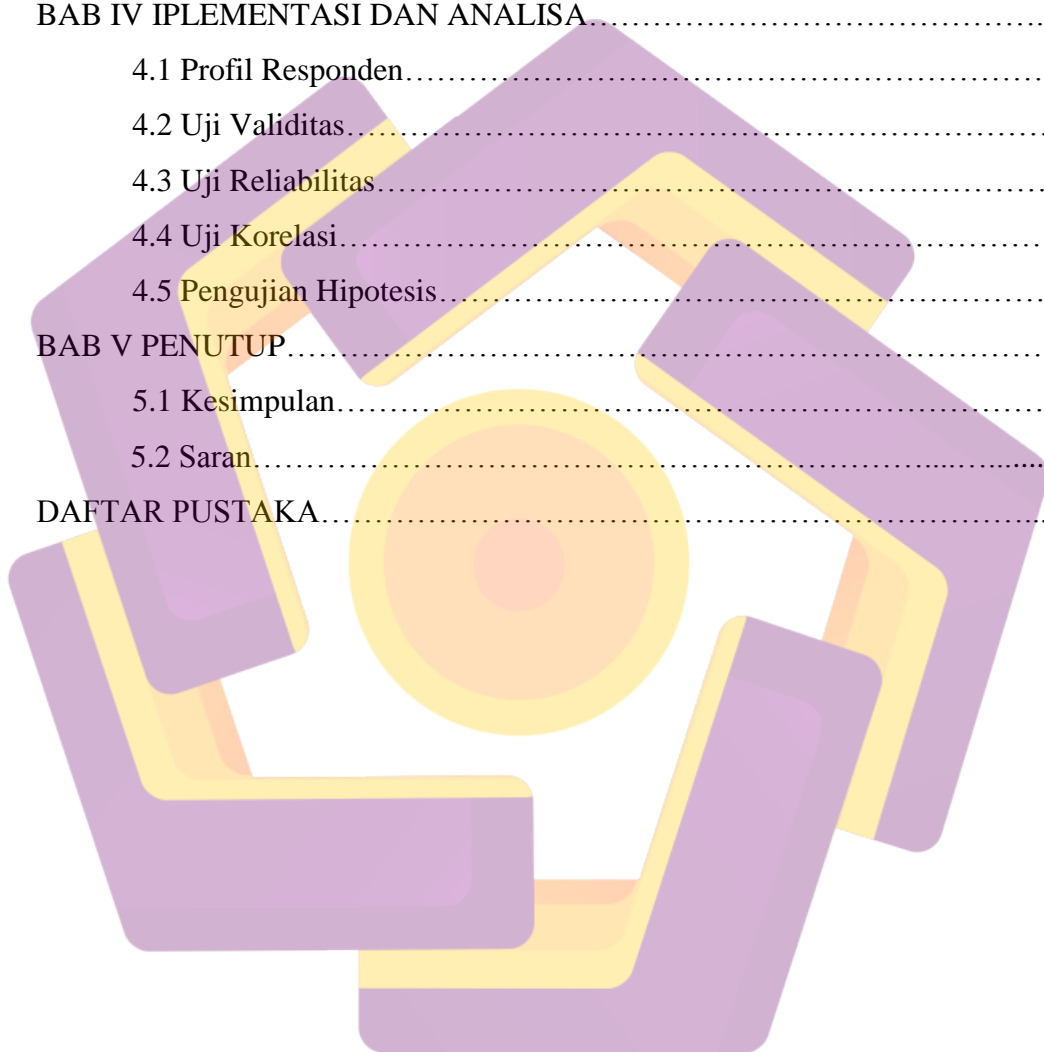 BAB IV IPLEMENTASI DAN ANALISA……………………………………..
4.1 Profil Responden………………………………………………………
4.2 Uji Validitas……………………………………………………………
4.3 Uji Reliabilitas…………………………………………………………
4.4 Uji Korelasi……………………………………………………………
4.5 Pengujian Hipotesis……………………………………………………
BAB V PENUTUP…………………………………………………………………
5.1 Kesimpulan…………………………...…………………………………
5.2 Saran…………………………………………………………....…......
DAFTAR PUSTAKA………………………………………………………………